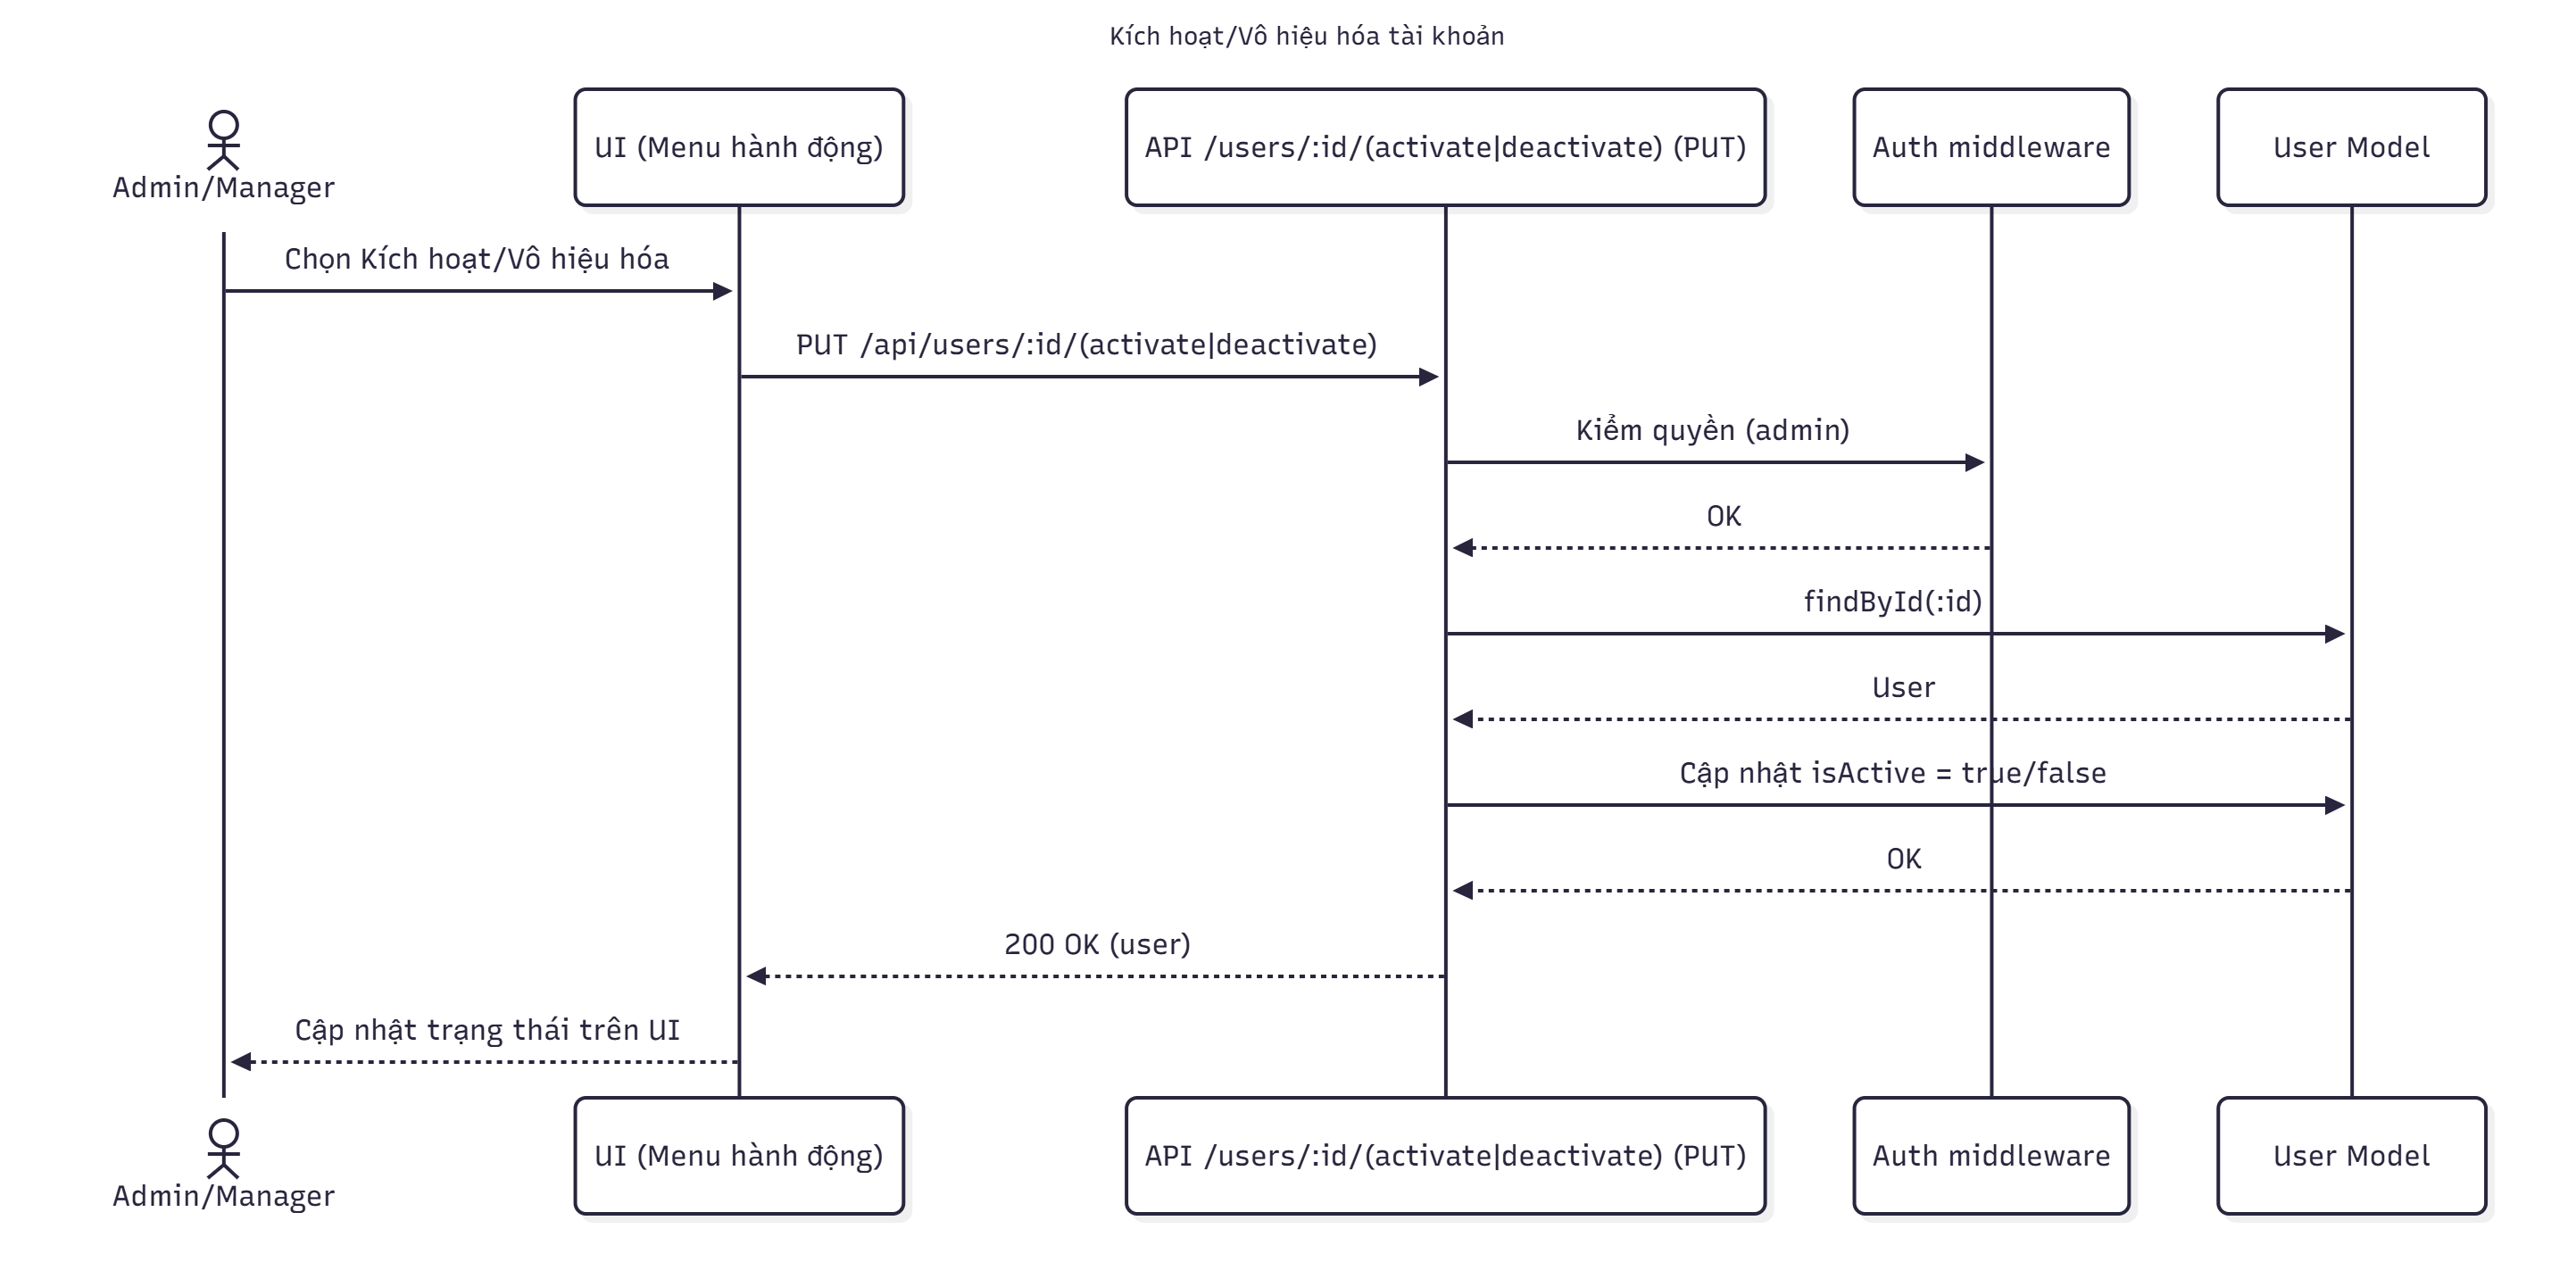 Kích hoạt/Vô hiệu hóa tài khoản
Admin/Manager
UI (Menu hành động)
API /users/:id/(activate|deactivate) (PUT)
Auth middleware
User Model
Chọn Kích hoạt/Vô hiệu hóa
PUT /api/users/:id/(activate|deactivate)
Kiểm quyền (admin)
OK
findById(:id)
User
Cập nhật isActive = true/false
OK
200 OK (user)
Cập nhật trạng thái trên UI
Admin/Manager
UI (Menu hành động)
API /users/:id/(activate|deactivate) (PUT)
Auth middleware
User Model